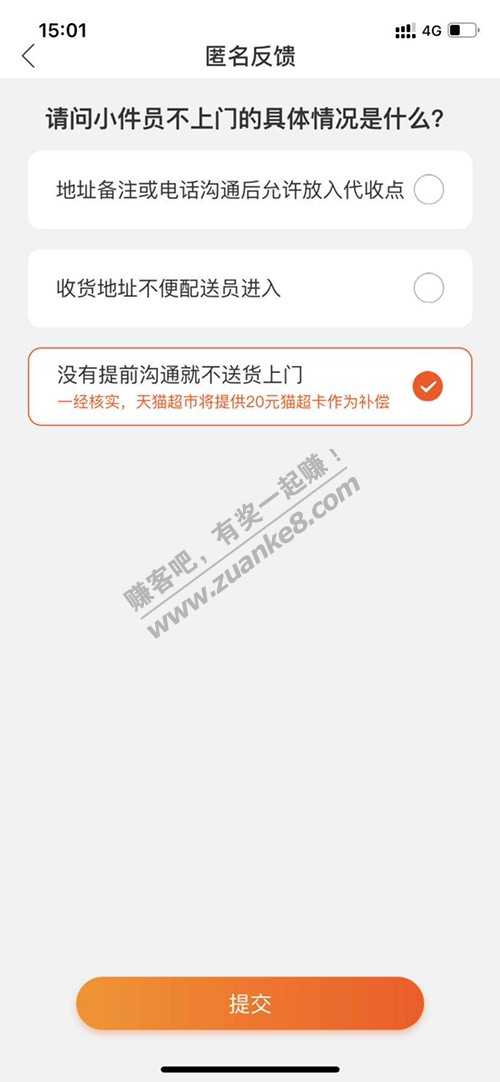 15:01
4G
匿名反馈
请问小件员不上门的具体情况是什么?
地址备注或电话沟通后允许放入代收点
收货地址不便配送员进入
没有提前沟通就不送货上门
一经核实，天猫超市将提供20元猫超卡作为补偿
赚客吧，有奖一起赚！
www.zuanke8.com
提交